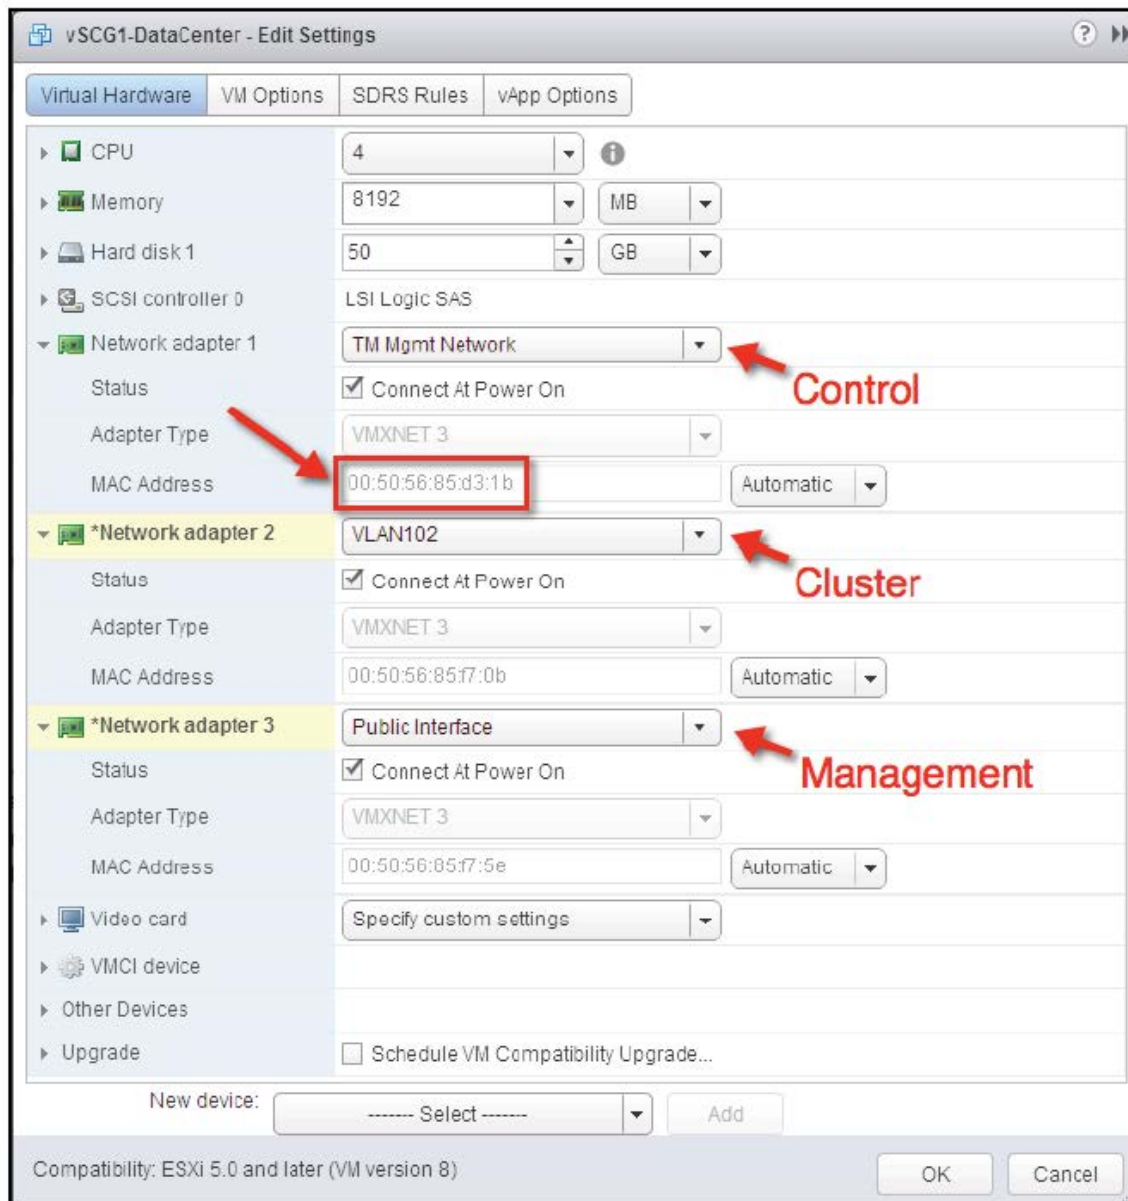 vSCG1-DataCenter - Edit Settings ?
Virtual Hardware VM Options SDRS Rules vApp Options
CPU 4
Memory 8192 MB
Hard disk 1 50 GB
SCSI controller 0 LSI Logic SAS
Network adapter 1 TM Mgmt Network
Control
Status Connect At Power On
Adapter Type VMXNET 3
MAC Address 00:50:56:85:d3:1b Automatic
*Network adapter 2 VLAN102
Cluster
Status Connect At Power On
Adapter Type VMXNET 3
MAC Address 00:50:56:85:f7:0b Automatic
*Network adapter 3 Public Interface
Management
Status Connect At Power On
Adapter Type VMXNET 3
MAC Address 00:50:56:85:f7:5e Automatic
Video card Specify custom settings
VMCI device
Other Devices
Upgrade Schedule VM Compatibility Upgrade...
New device: ------- Select ------- Add
Compatibility: ESXi 5.0 and later (VM version 8) OK Cancel